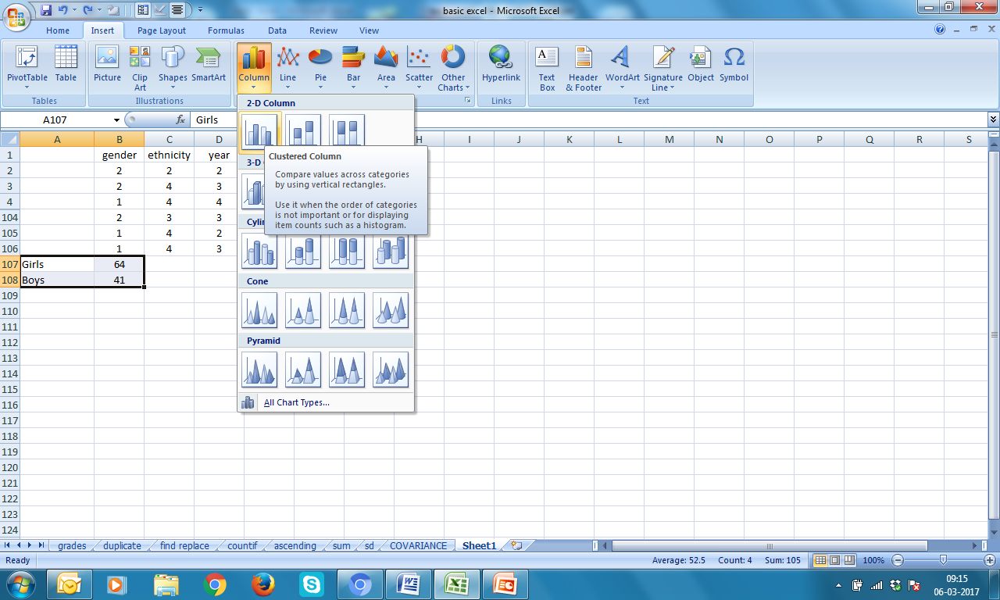 basic excel - Microsoft Excel
Home Insert Page Layout Formulas Data Review View
PivotTable Table Picture Clip Art Shapes SmartArt Column Line Pie Bar Area Scatter Other Charts Hyperlink Text Box Header & Footer WordArt Signature Line Object Symbol
Tables Illustrations Links Text
A107 fx Girls
2-D Column
A B C D H I J K L M N O P Q R S
1 gender ethnicity year
2 2 2 2
3 2 4 3
4 1 4 4
104 2 3 3
105 1 4 2
106 1 4 3
107 Girls 64
108 Boys 41
109
110
111
112
113
114
115
116
117
118
119
120
121
122
123
124
3-D
Clustered Column
Compare values across categories
by using vertical rectangles.
Use it when the order of categories
is not important or for displaying
item counts such as a histogram.
Cone
Pyramid
All Chart Types...
grades duplicate find replace countif ascending sum sd COVARIANCE Sheet1
Ready Average: 52.5 Count: 4 Sum: 105 100%
09:15
06-03-2017